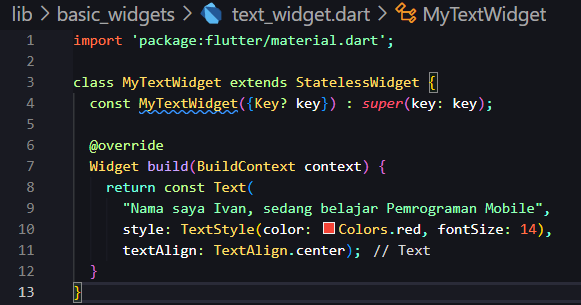 lib > basic_widgets > text_widget.dart > MyTextWidget
1 import 'package:flutter/material.dart';
2
3 class MyTextWidget extends StatelessWidget {
4   const MyTextWidget({Key? key}) : super(key: key);
5
6   @override
7   Widget build(BuildContext context) {
8     return const Text(
9       "Nama saya Ivan, sedang belajar Pemrograman Mobile",
10       style: TextStyle(color: Colors.red, fontSize: 14),
11       textAlign: TextAlign.center); // Text
12   }
13 }